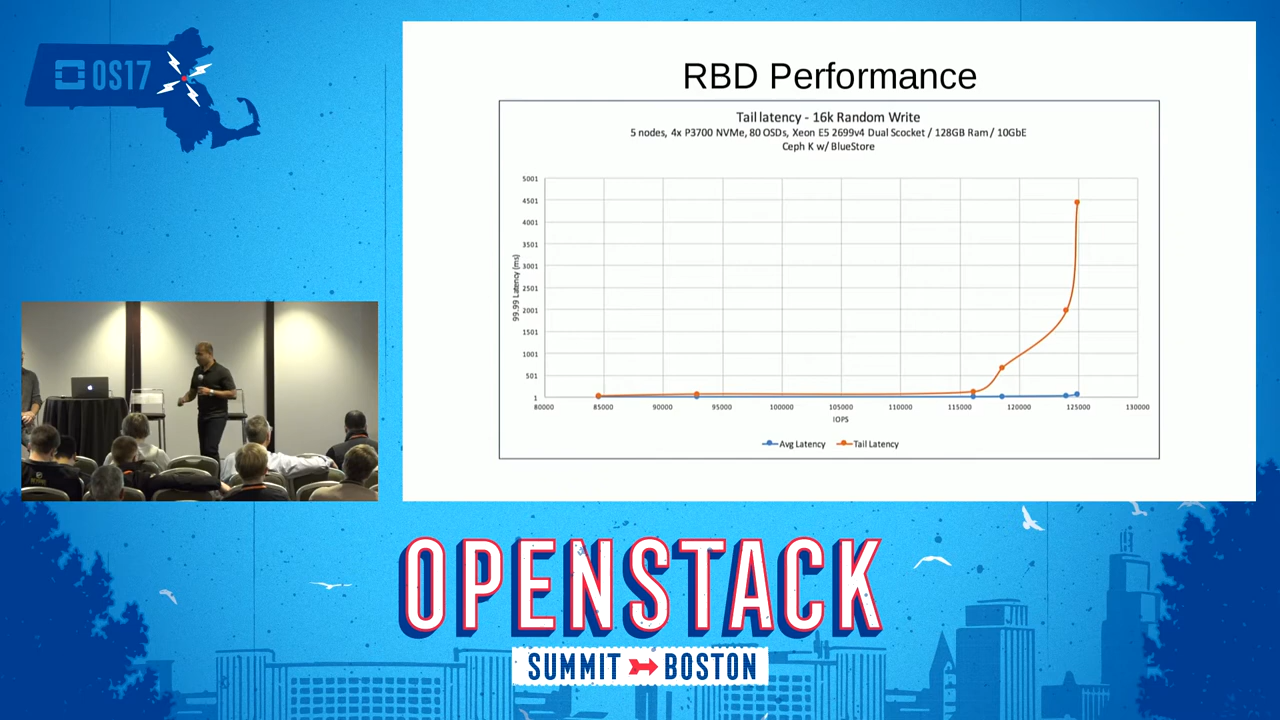 OS17
RBD Performance
Tail latency - 16k Random Write
5 nodes, 4x P3700 NVMe, 80 OSDs, Xeon E5 2699v4 Dual Scocket / 128GB Ram / 10GbE
Ceph K w/ BlueStore
99.99 Latency (ms)
5001
4501
4001
3501
3001
2501
2001
1501
1001
501
1
80000 85000 90000 95000 100000 105000 110000 115000 120000 125000 130000
IOPS
Avg Latency Tail Latency
OPENSTACK
SUMMIT BOSTON